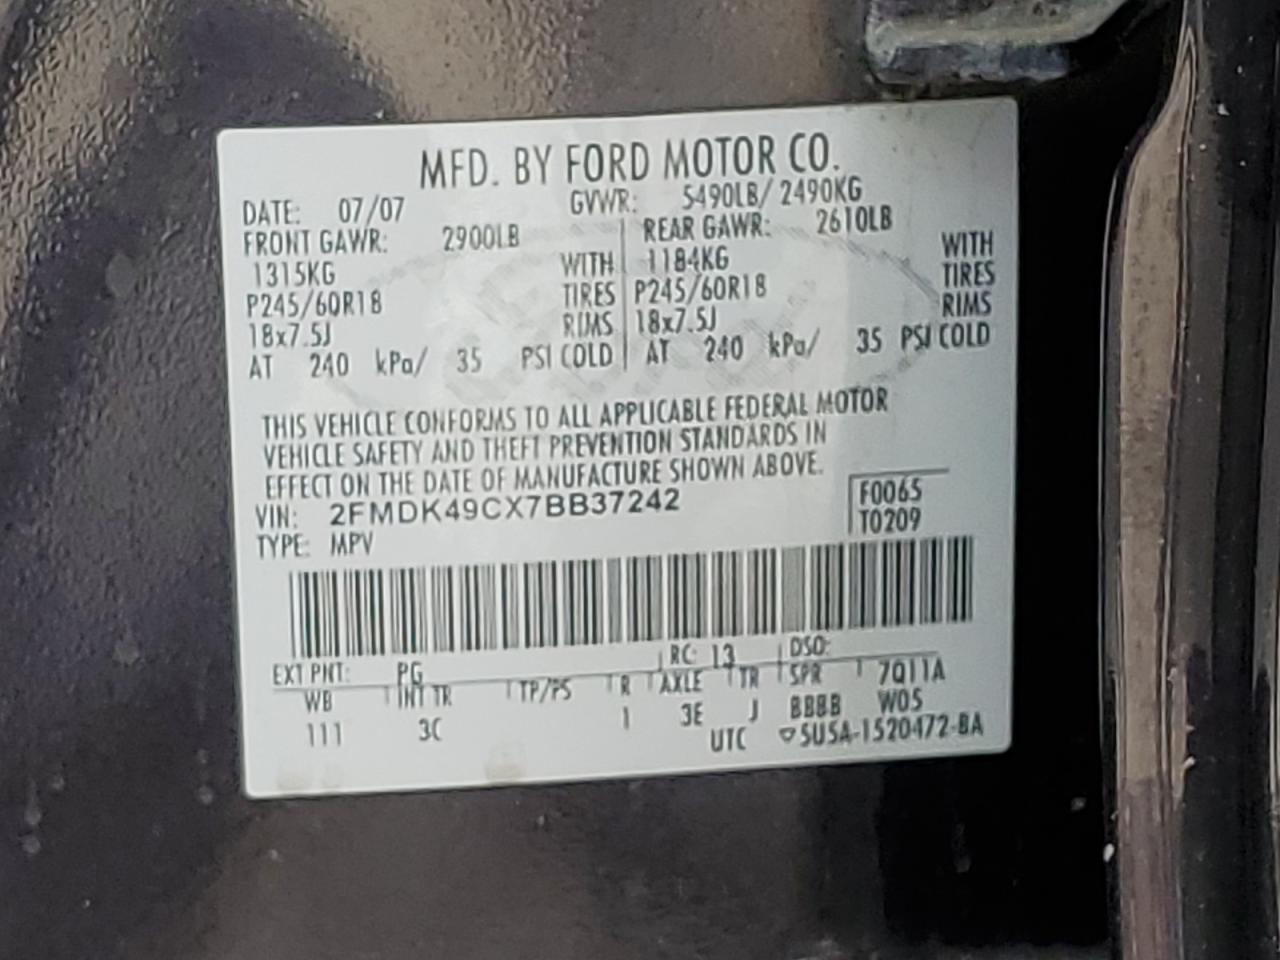 MFD. BY FORD MOTOR CO.
DATE: 07/07 GVWR: 5490LB/ 2490KG
FRONT GAWR: 2900LB REAR GAWR: 2610LB
1315KG WITH 1184KG WITH
P245/60R18 TIRES P245/60R18 TIRES
18x7.5J RIMS 18x7.5J RIMS
AT 240 kPa/ 35 PSI COLD AT 240 kPa/ 35 PSI COLD
THIS VEHICLE CONFORMS TO ALL APPLICABLE FEDERAL MOTOR
VEHICLE SAFETY AND THEFT PREVENTION STANDARDS IN
EFFECT ON THE DATE OF MANUFACTURE SHOWN ABOVE.
VIN: 2FMDK49CX7BB37242 F0065
TYPE: MPV T0209
EXT PNT: PG RC: 13 DSO:
WB INT TR TP/PS R AXLE TR SPR 7Q11A
111 3C 1 3E J BBBB W05
UTC ▽5U5A-1520472-BA